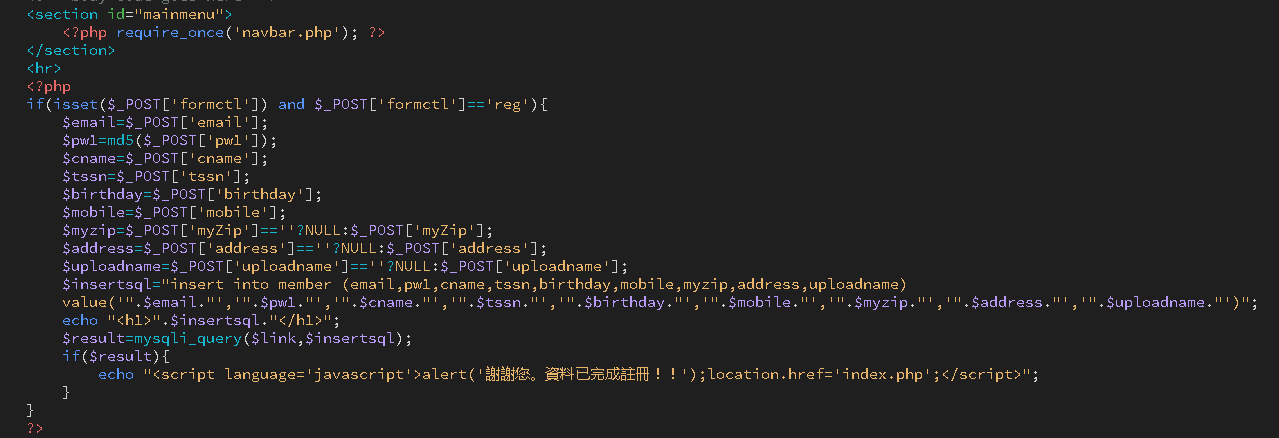 <section id="mainmenu">
<?php require_once('navbar.php'); ?>
</section>
<hr>
<?php
if(isset($_POST['formctl']) and $_POST['formctl']=='reg'){
$email=$_POST['email'];
$pw1=md5($_POST['pw1']);
$cname=$_POST['cname'];
$tssn=$_POST['tssn'];
$birthday=$_POST['birthday'];
$mobile=$_POST['mobile'];
$myzip=$_POST['myZip']==''?NULL:$_POST['myZip'];
$address=$_POST['address']==''?NULL:$_POST['address'];
$uploadname=$_POST['uploadname']==''?NULL:$_POST['uploadname'];
$insertsql="insert into member (email,pw1,cname,tssn,birthday,mobile,myzip,address,uploadname)
value('".$email."','".$pw1."','".$cname."','".$tssn."','".$birthday."','".$mobile."','".$myzip."','".$address."','".$uploadname."')";
echo "<h1>".$insertsql."</h1>";
$result=mysqli_query($link,$insertsql);
if($result){
echo "<script language='javascript'>alert('謝謝您。資料已完成註冊！！');location.href='index.php';</script>";
}
}
?>